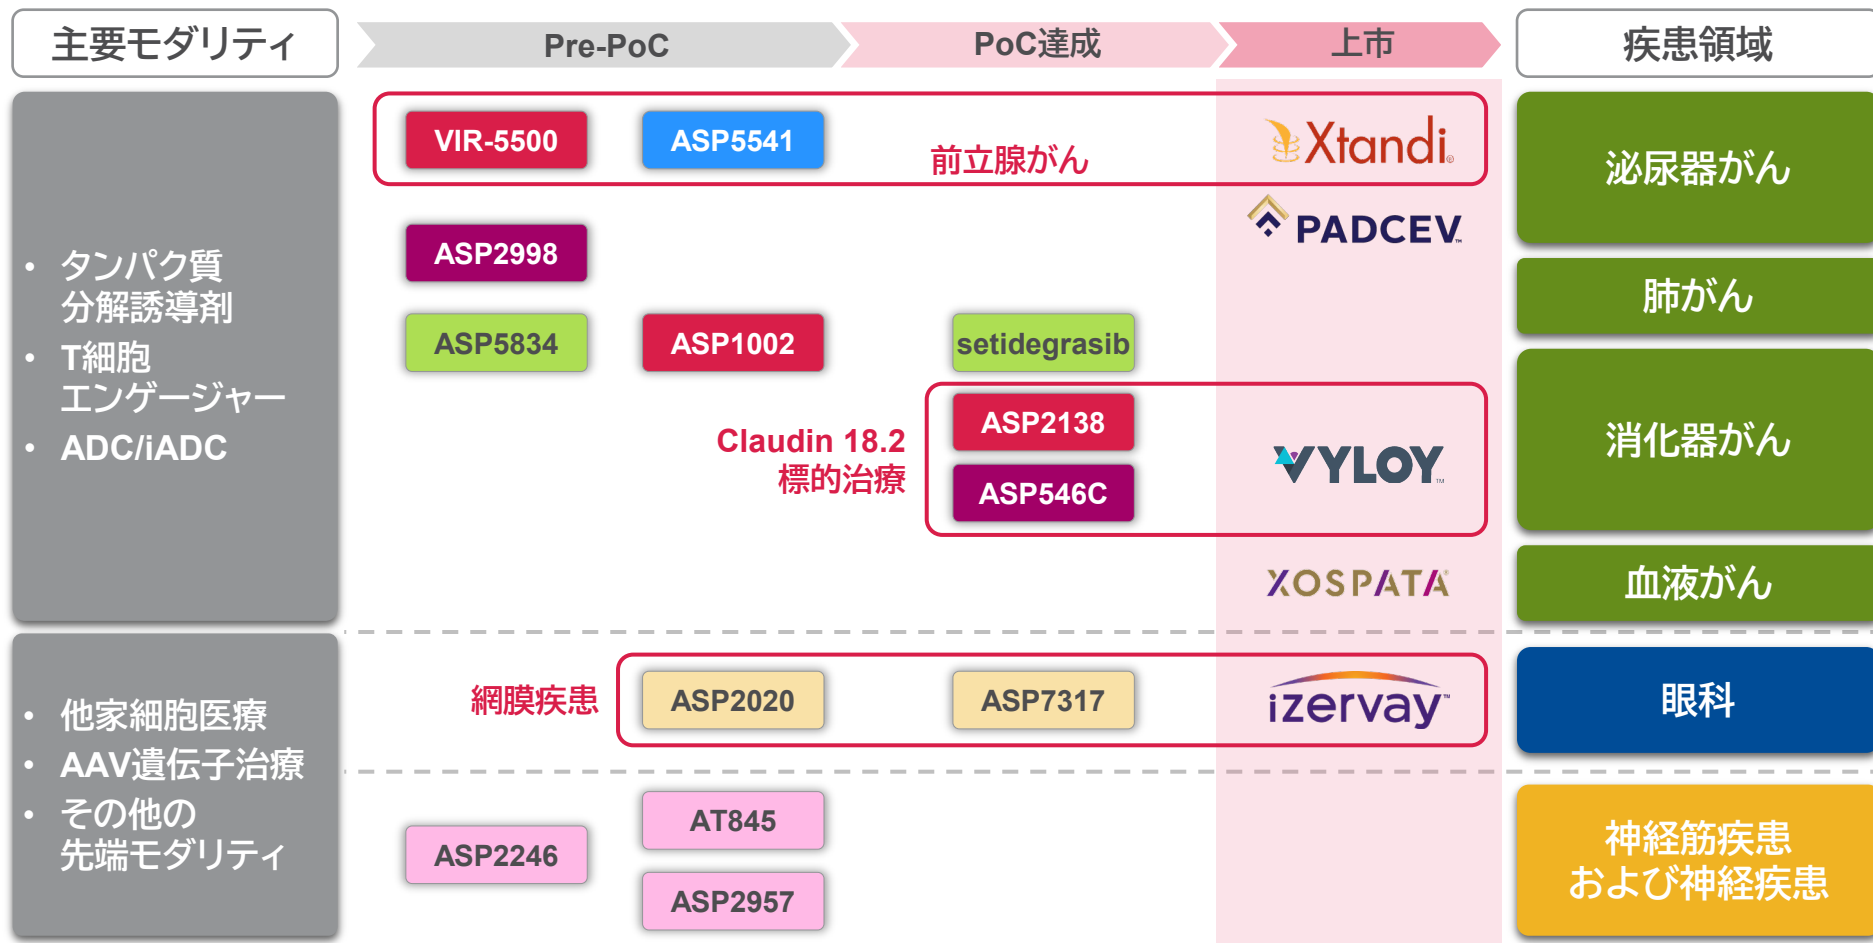 主要モダリティ
Pre-PoC
PoC達成
上市
疾患領域
• タンパク質
分解誘導剤
• T細胞
エンゲージャー
• ADC/iADC
VIR-5500
ASP5541
前立腺がん
Xtandi®
PADCEV™
ASP2998
ASP5834
ASP1002
setidegrasib
Claudin 18.2
標的治療
ASP2138
ASP546C
VYLOY™
XOSPATA®
泌尿器がん
肺がん
消化器がん
血液がん
• 他家細胞医療
• AAV遺伝子治療
• その他の
先端モダリティ
網膜疾患
ASP2020
ASP7317
izervay™
眼科
ASP2246
AT845
ASP2957
神経筋疾患
および神経疾患